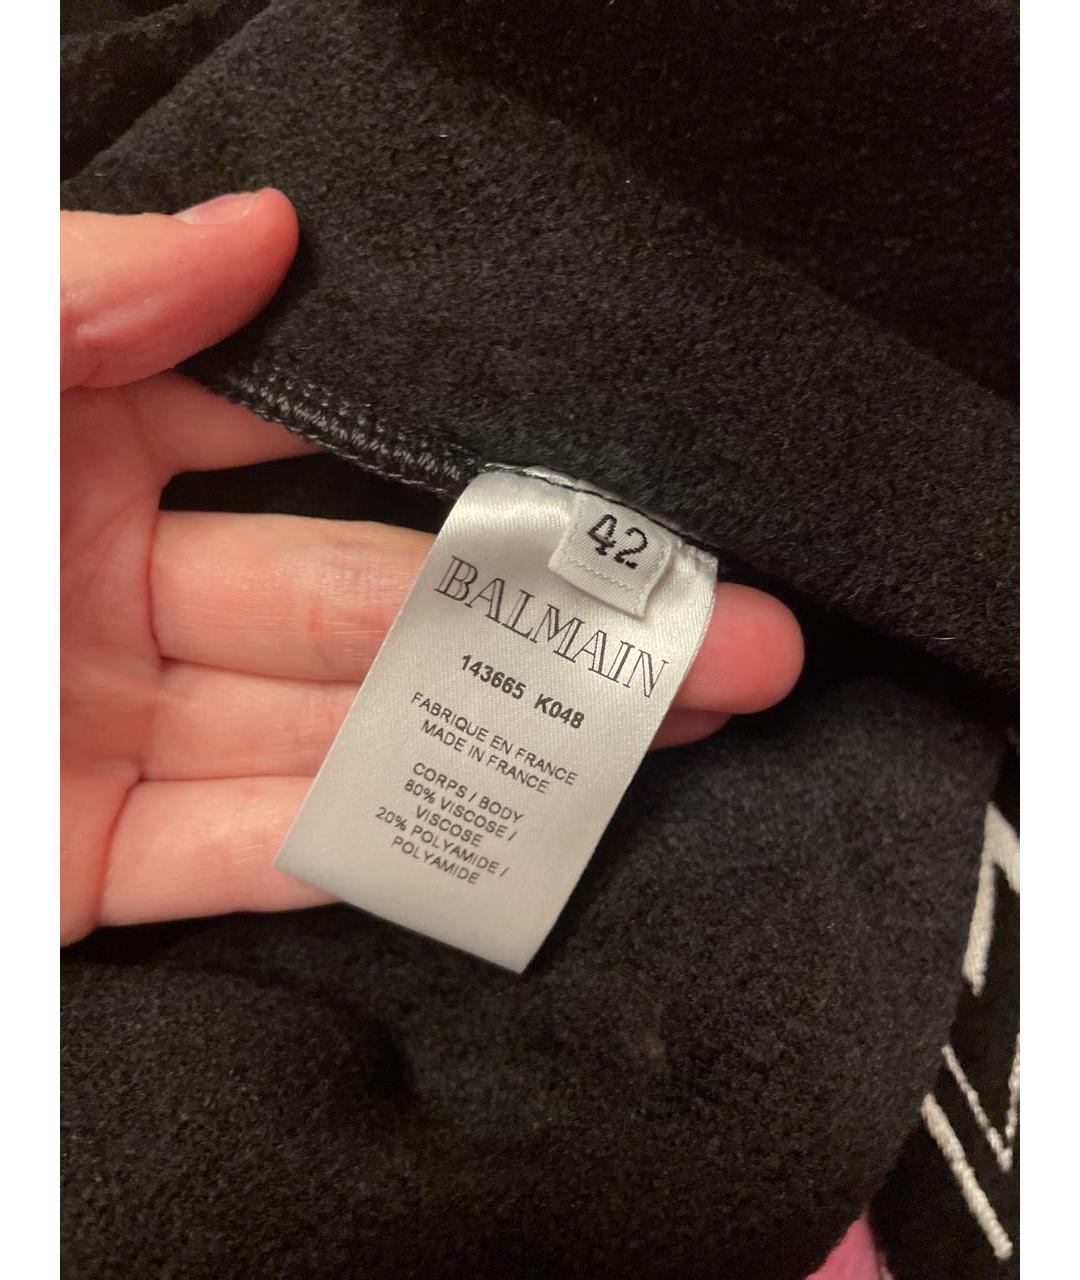 42
BALMAIN
143665 K048
FABRIQUE EN FRANCE
MADE IN FRANCE
CORPS / BODY
80% VISCOSE /
VISCOSE
20% POLYAMIDE /
POLYAMIDE